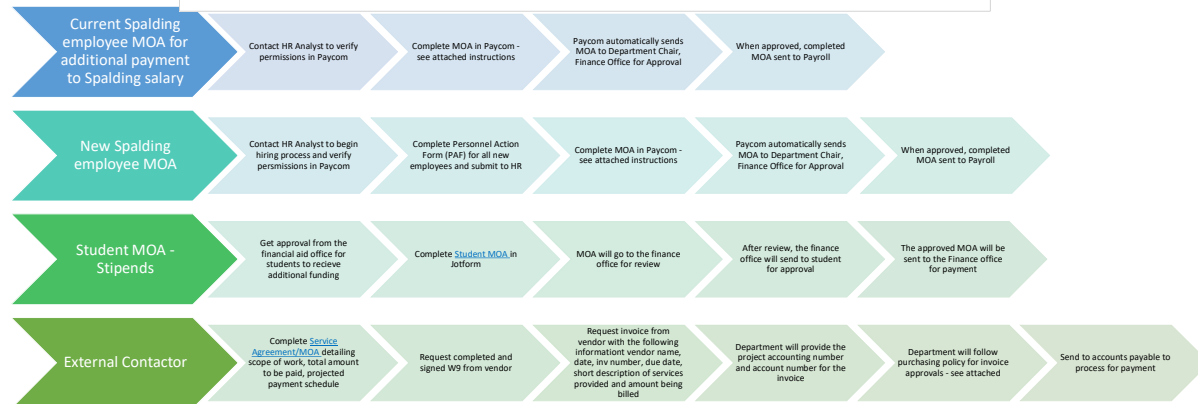 Current Spalding
employee MOA for
additional payment
to Spalding salary
Contact HR Analyst to verify
permissions in Paycom
Complete MOA in Paycom -
see attached instructions
Paycom automatically sends
MOA to Department Chair,
Finance Office for Approval
When approved, completed
MOA sent to Payroll
New Spalding
employee MOA
Contact HR Analyst to begin
hiring process and verify
persmissions in Paycom
Complete Personnel Action
Form (PAF) for all new
employees and submit to HR
Complete MOA in Paycom -
see attached instructions
Paycom automatically sends
MOA to Department Chair,
Finance Office for Approval
When approved, completed
MOA sent to Payroll
Student MOA -
Stipends
Get approval from the
financial aid office for
students to recieve
additional funding
Complete Student MOA in
Jotform
MOA will go to the finance
office for review
After review, the finance
office will send to student
for approval
The approved MOA will be
sent to the Finance office
for payment
External Contactor
Complete Service
Agreement/MOA detailing
scope of work, total amount
to be paid, projected
payment schedule
Request completed and
signed W9 from vendor
Request invoice from
vendor with the following
informationt vendor name,
date, inv number, due date,
short description of services
provided and amount being
billed
Department will provide the
project accounting number
and account number for the
invoice
Department will follow
purchasing policy for invoice
approvals - see attached
Send to accounts payable to
process for payment